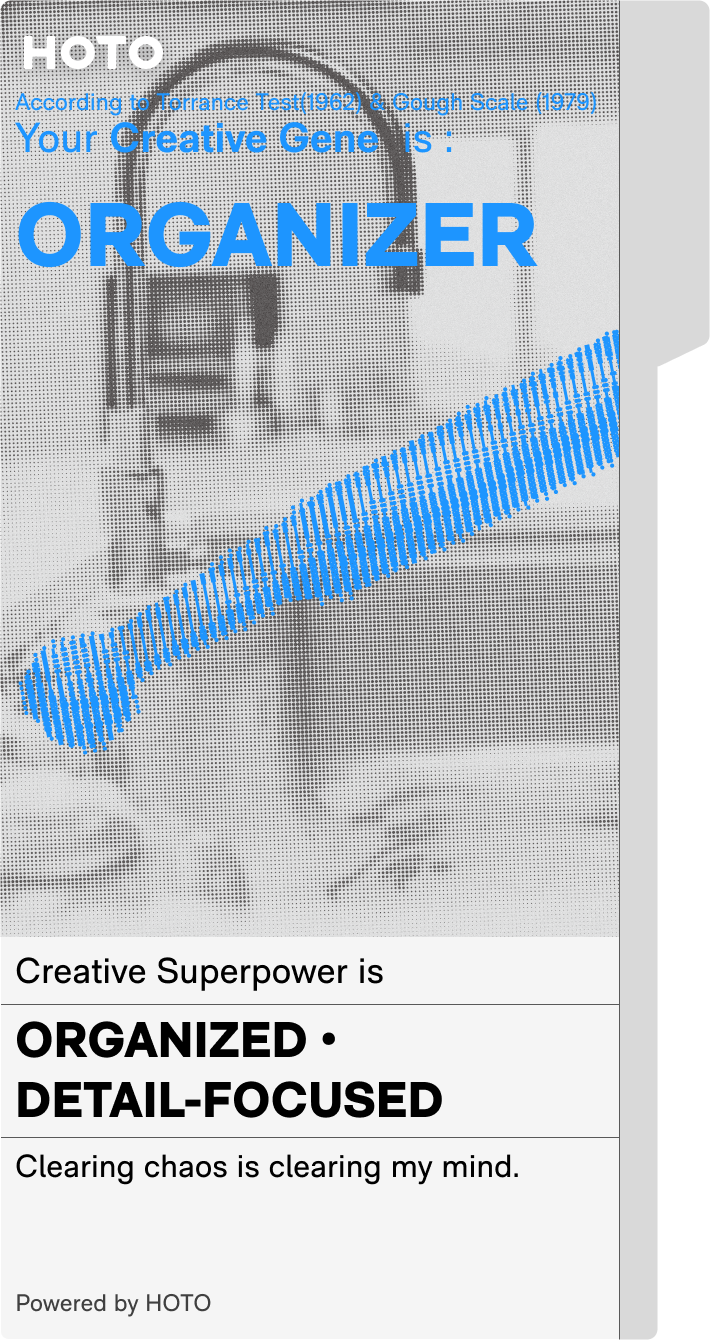 HOTO
According to Torrance Test(1962) & Gough Scale (1979)
Your Creative Gene is :
ORGANIZER
Creative Superpower is
ORGANIZED •
DETAIL-FOCUSED
Clearing chaos is clearing my mind.
Powered by HOTO